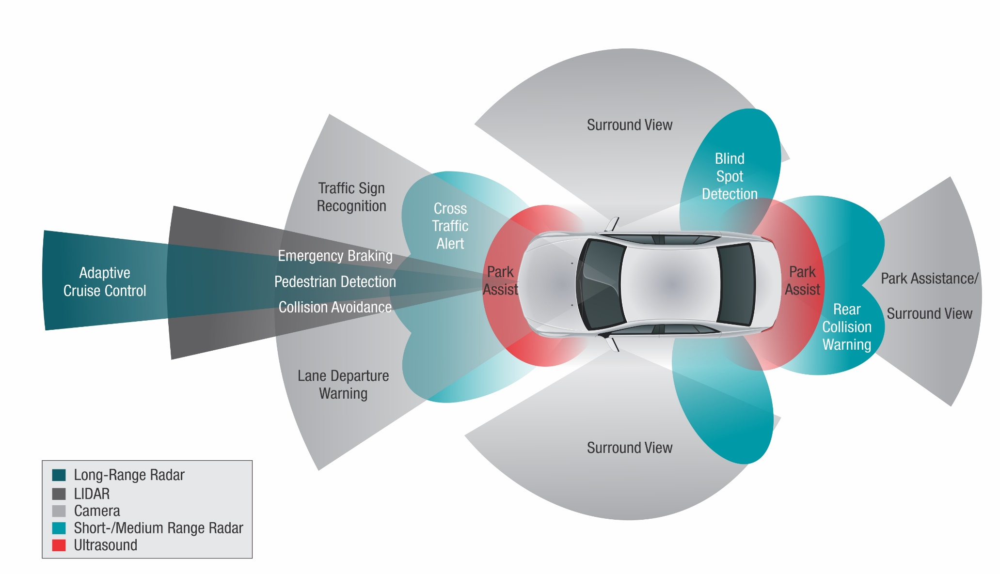 Surround View
Blind
Spot
Detection
Traffic Sign
Recognition
Cross
Traffic
Alert
Emergency Braking
Adaptive
Cruise Control
Pedestrian Detection
Park
Assist
Park
Assist
Park Assistance/
Surround View
Collision Avoidance
Rear
Collision
Warning
Lane Departure
Warning
Surround View
Long-Range Radar
LIDAR
Camera
Short-/Medium Range Radar
Ultrasound